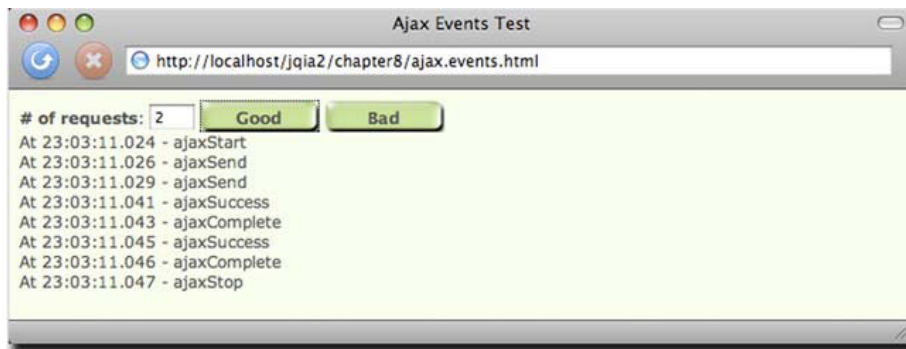 Ajax Events Test
http://localhost/jqia2/chapter8/ajax.events.html
# of requests: 2 Good Bad
At 23:03:11.024 - ajaxStart
At 23:03:11.026 - ajaxSend
At 23:03:11.029 - ajaxSend
At 23:03:11.041 - ajaxSuccess
At 23:03:11.043 - ajaxComplete
At 23:03:11.045 - ajaxSuccess
At 23:03:11.046 - ajaxComplete
At 23:03:11.047 - ajaxStop